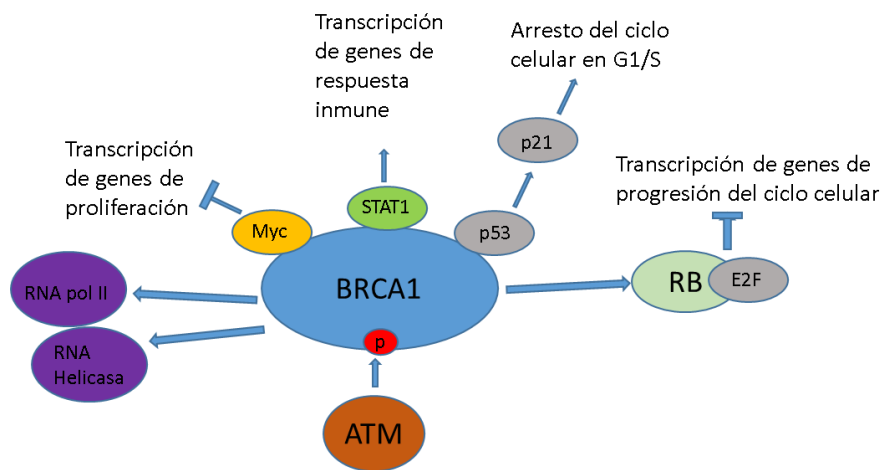 Transcripción
de genes de
respuesta
inmune
Arresto del ciclo
celular en G1/S
Transcripción
de genes de
proliferación
p21
Transcripción de genes de
progresión del ciclo celular
STAT1
Myc
p53
RNA pol II
BRCA1
RB
E2F
RNA
Helicasa
p
ATM